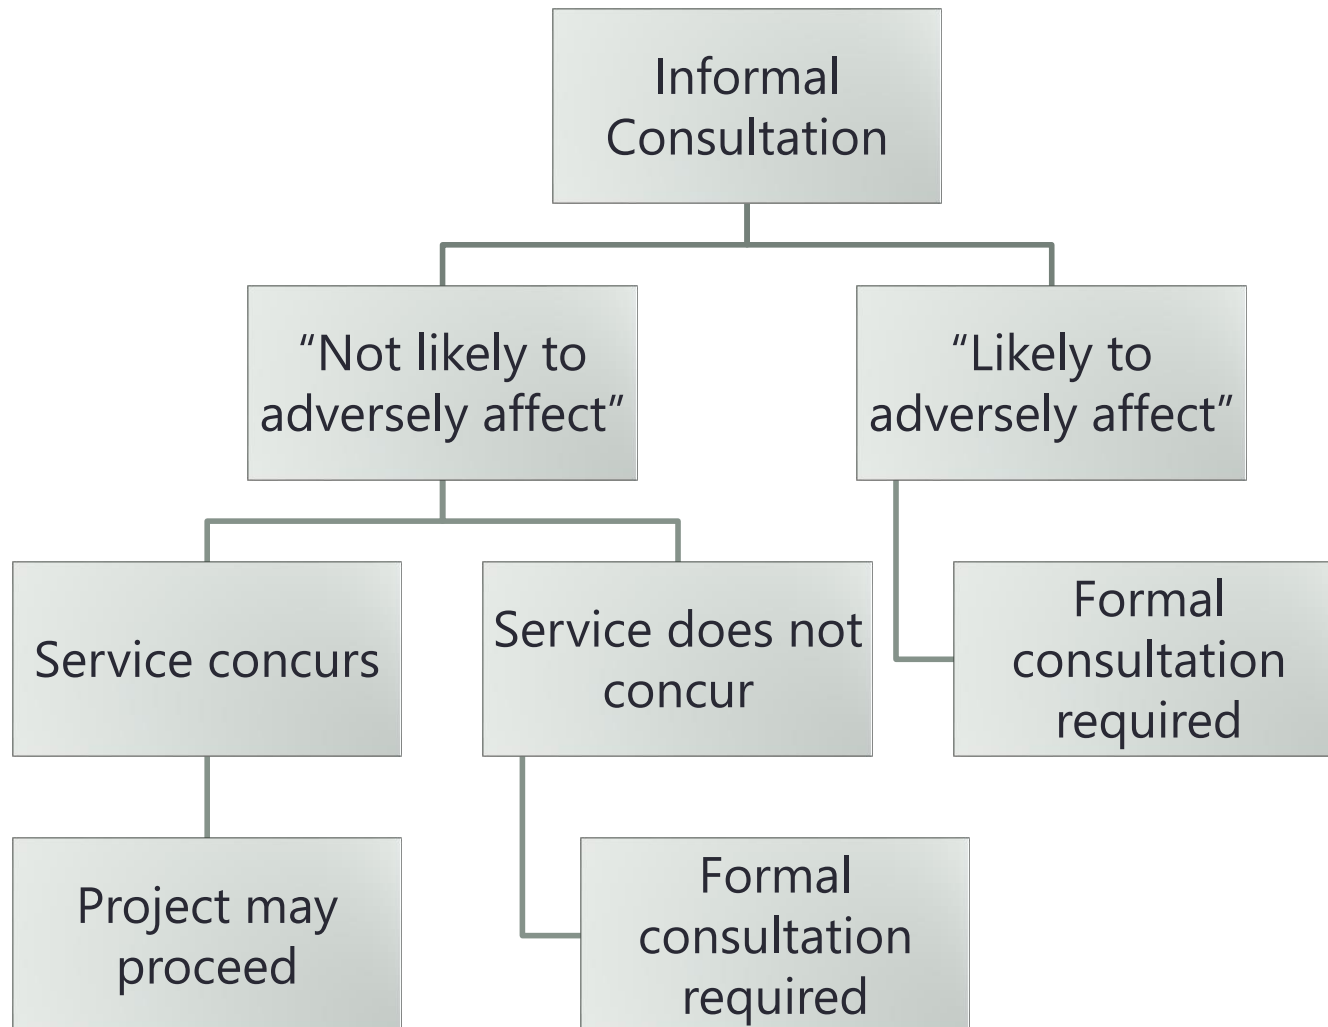 Informal
Consultation
“Not likely to
adversely affect”
“Likely to
adversely affect”
Service concurs
Service does not
concur
Formal
consultation
required
Project may
proceed
Formal
consultation
required